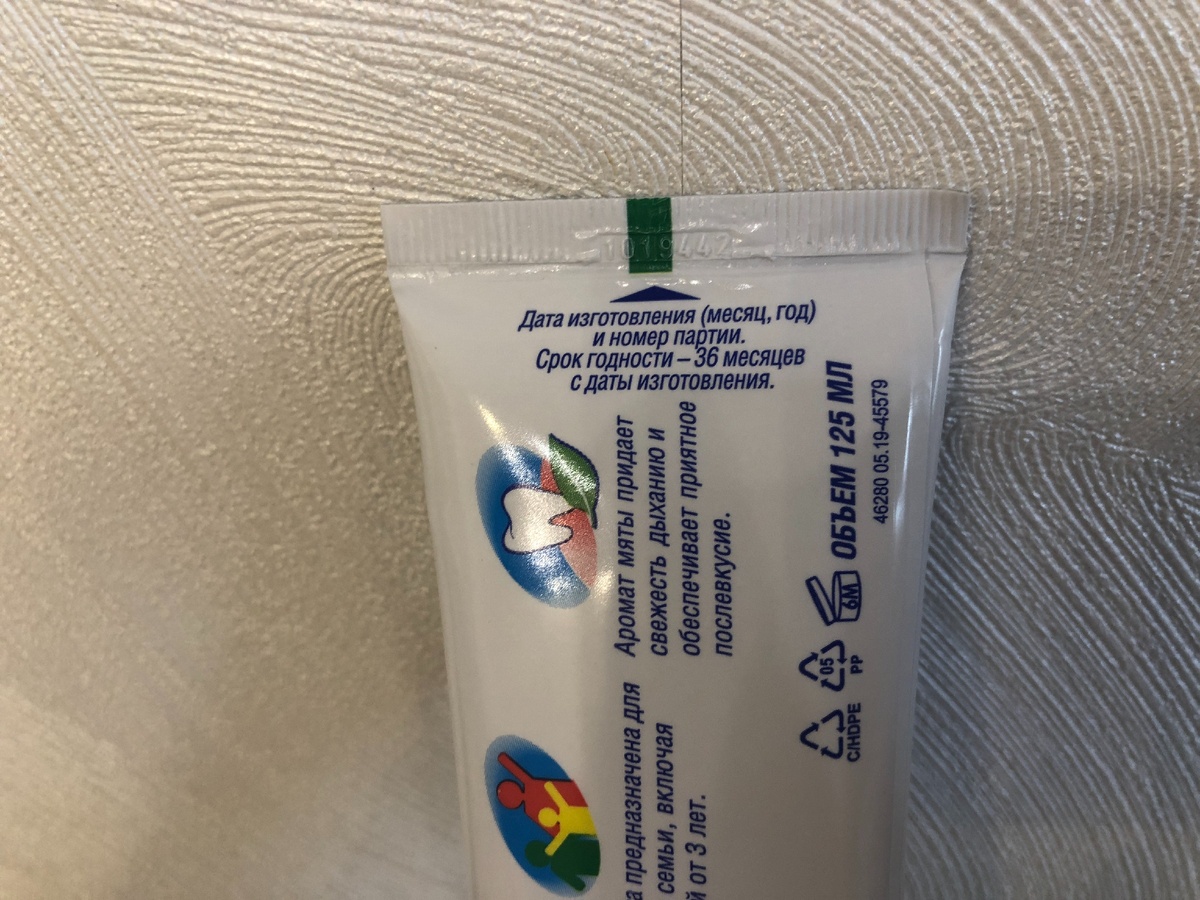 1019442
Дата изготовления (месяц, год)
и номер партии.
Срок годности – 36 месяцев
с даты изготовления.
Аромат мяты придает
свежесть дыханию и
обеспечивает приятное
послевкусие.
ОБЪЕМ 125 МЛ
46280 05.19-45579
6M
05
PP
C/HDPE
предназначена для
семьи, включая
от 3 лет.